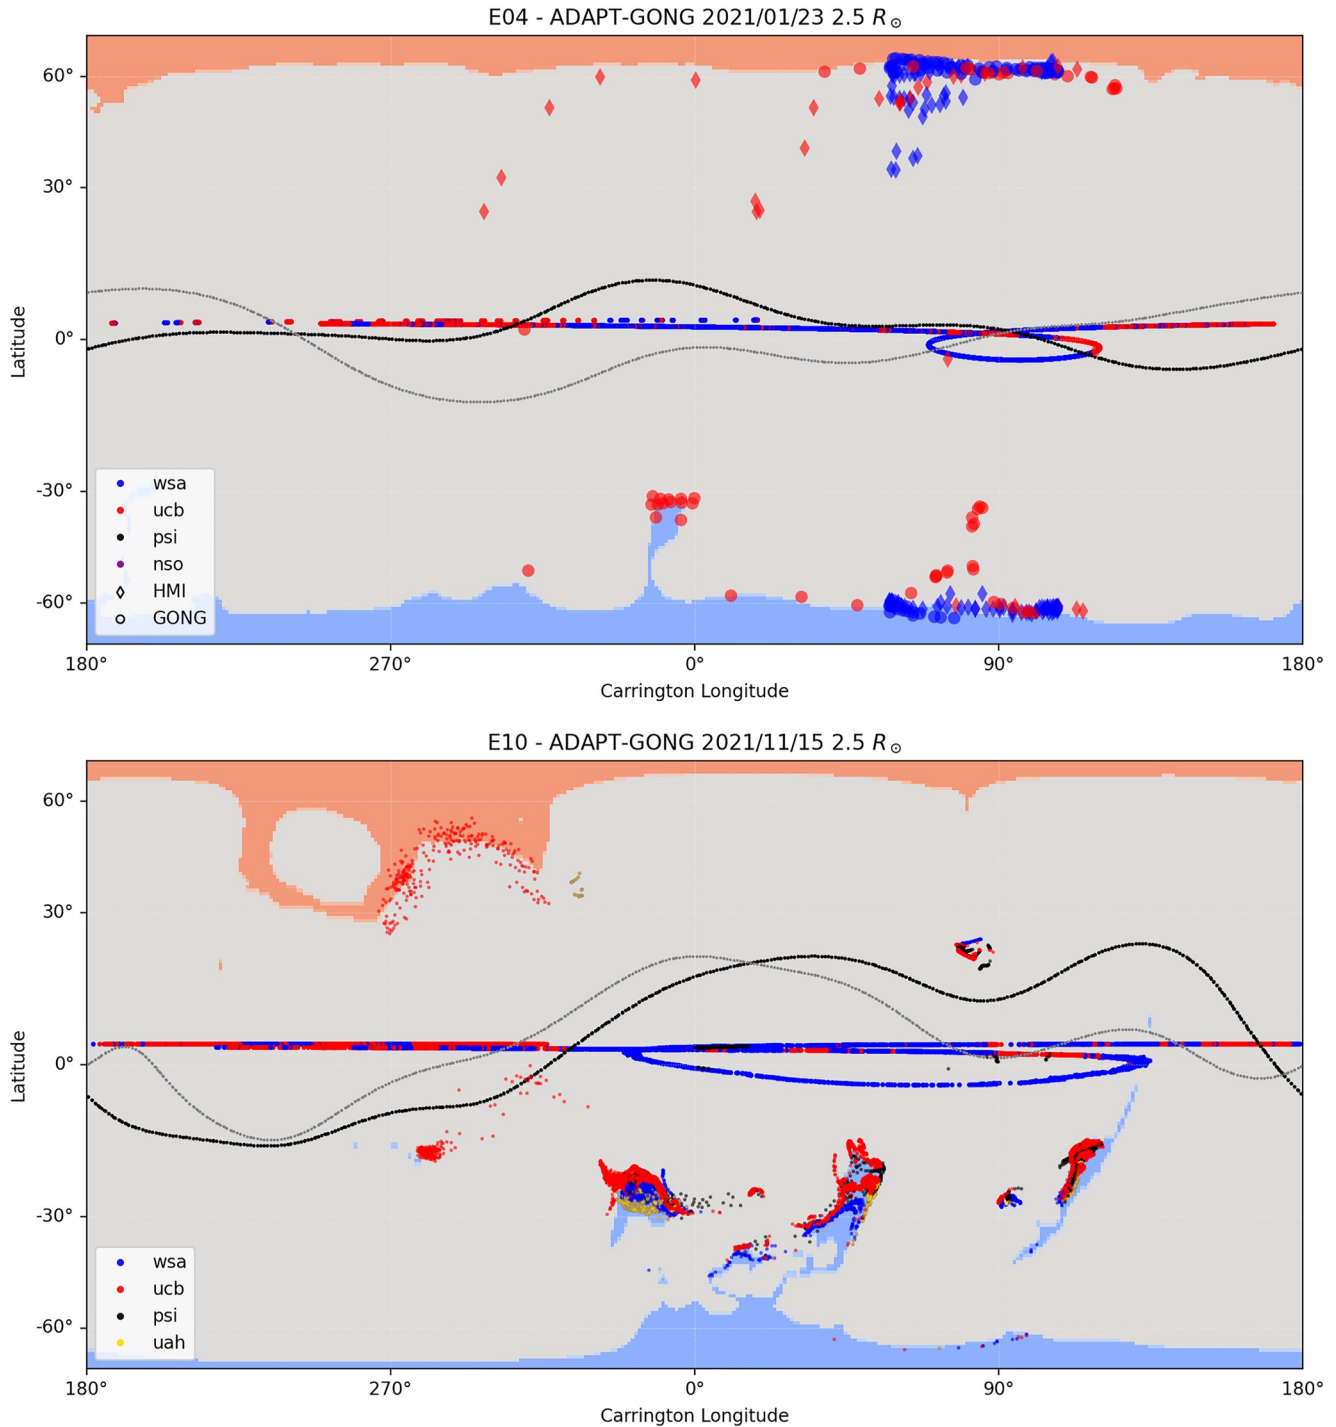 E04 - ADAPT-GONG 2021/01/23 2.5 R⊙
60°
30°
0°
-30°
-60°
Latitude
wsa
ucb
psi
nso
HMI
GONG
180° 270° 0° 90° 180°
Carrington Longitude
E10 - ADAPT-GONG 2021/11/15 2.5 R⊙
60°
30°
0°
-30°
-60°
Latitude
wsa
ucb
psi
uah
180° 270° 0° 90° 180°
Carrington Longitude